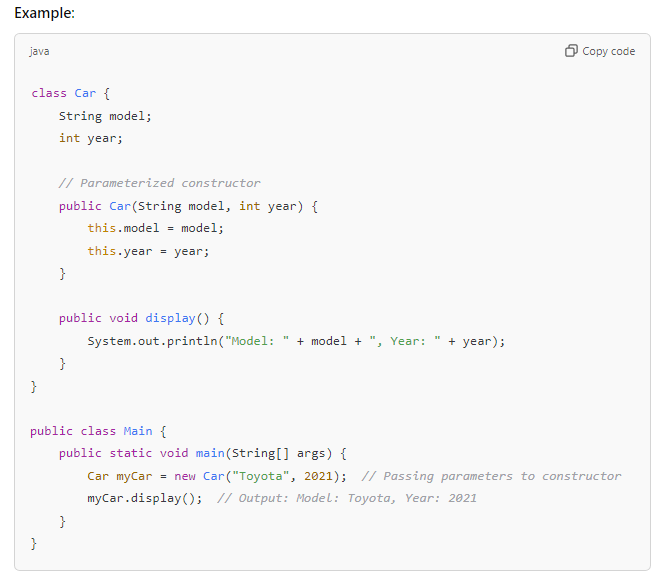 Example:
java
Copy code
class Car {
    String model;
    int year;

    // Parameterized constructor
    public Car(String model, int year) {
        this.model = model;
        this.year = year;
    }

    public void display() {
        System.out.println("Model: " + model + ", Year: " + year);
    }
}

public class Main {
    public static void main(String[] args) {
        Car myCar = new Car("Toyota", 2021);  // Passing parameters to constructor
        myCar.display();  // Output: Model: Toyota, Year: 2021
    }
}